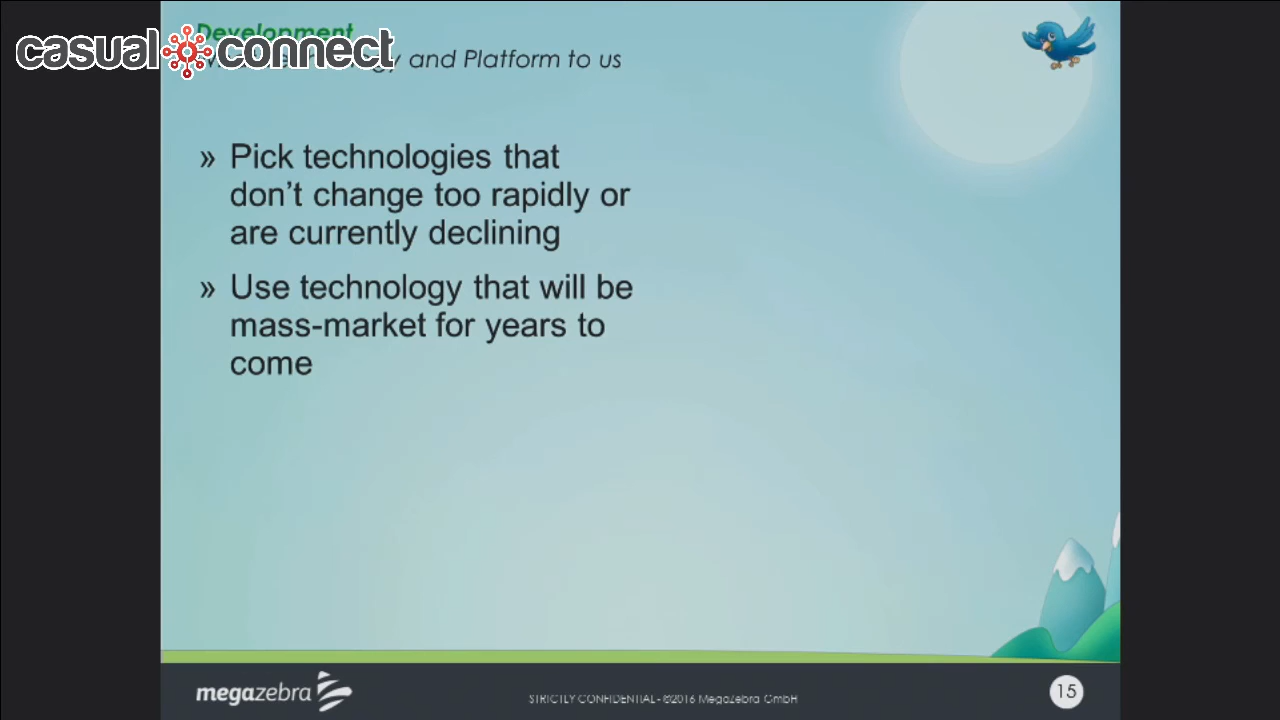 Development
casual connect
and Platform to us
» Pick technologies that
don’t change too rapidly or
are currently declining
» Use technology that will be
mass-market for years to
come
megazebra
STRICTLY CONFIDENTIAL - ©2016 MegaZebra GmbH
15